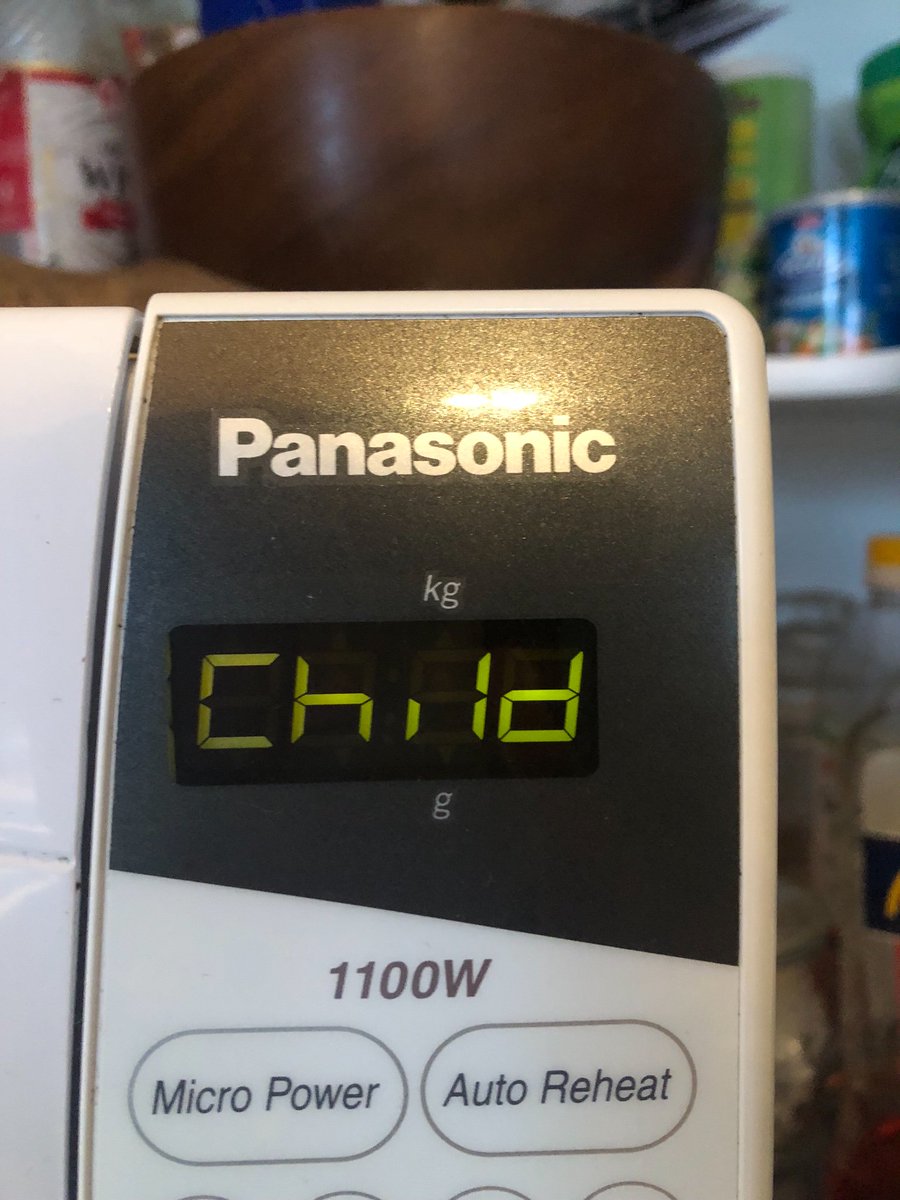 Panasonic
kg
Child
g
1100W
Micro Power
Auto Reheat